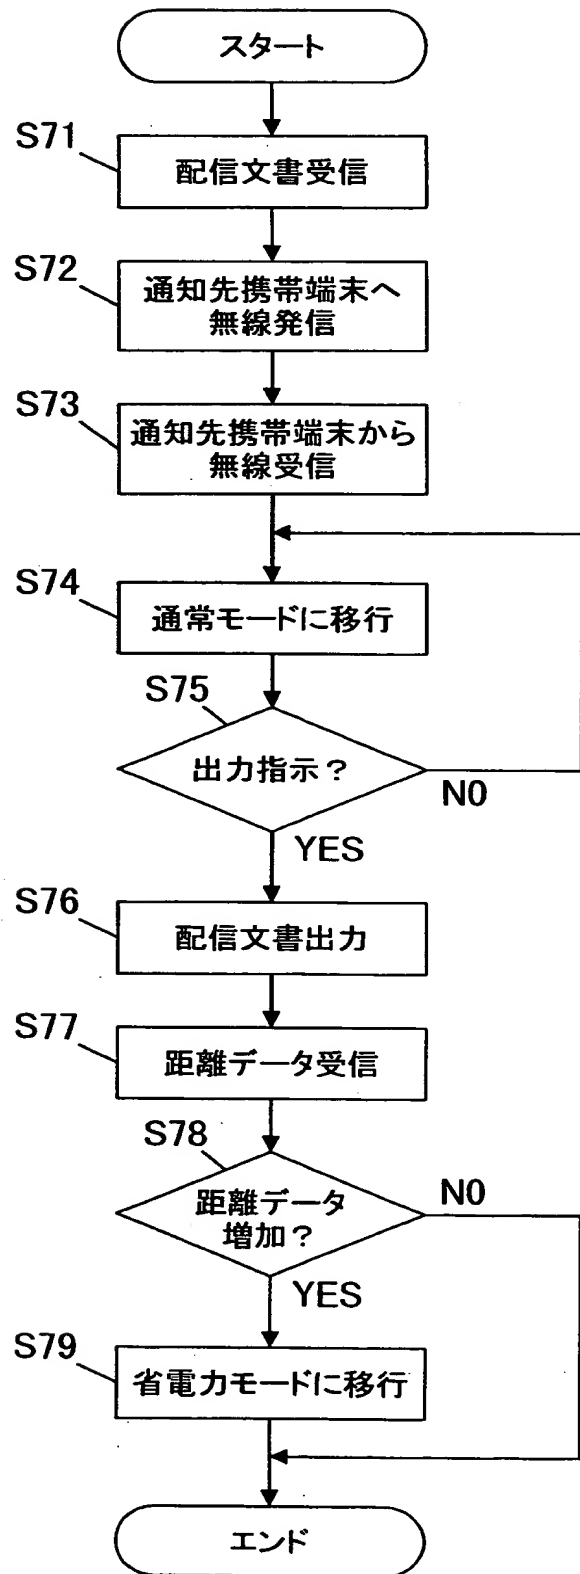 スタート
S71
配信文書受信
S72
通知先携帯端末へ
無線発信
S73
通知先携帯端末から
無線受信
S74
通常モードに移行
S75
出力指示？
NO
YES
S76
配信文書出力
S77
距離データ受信
S78
距離データ
増加？
NO
YES
S79
省電力モードに移行
エンド